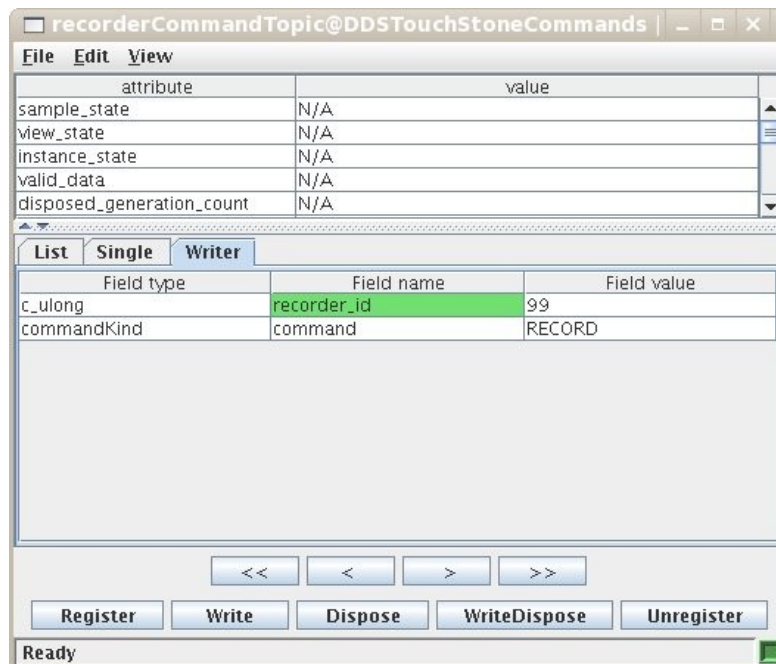 recorderCommandTopic@DDSTouchStoneCommands |
File Edit View
attribute value
sample_state N/A
view_state N/A
instance_state N/A
valid_data N/A
disposed_generation_count N/A
List Single Writer
Field type Field name Field value
c_ulong recorder_id 99
commandKind command RECORD
<< < > >>
Register Write Dispose WriteDispose Unregister
Ready